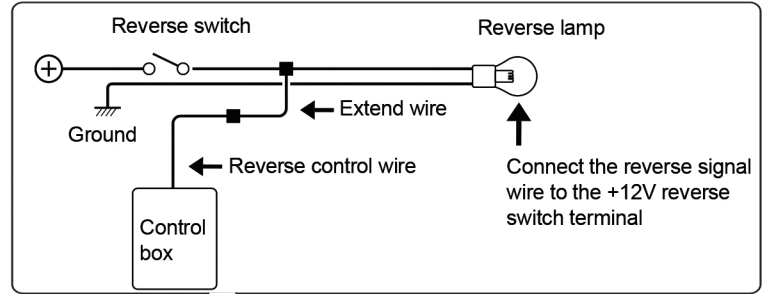 Reverse switch
Reverse lamp
Ground
Extend wire
Reverse control wire
Connect the reverse signal
wire to the +12V reverse
switch terminal
Control
box